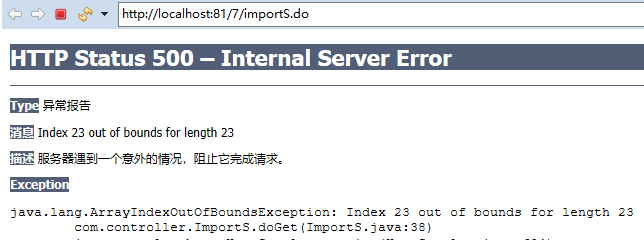 http://localhost:81/7/importS.do
HTTP Status 500 – Internal Server Error
Type 异常报告
消息 Index 23 out of bounds for length 23
描述 服务器遇到一个意外的情况，阻止它完成请求。
Exception
java.lang.ArrayIndexOutOfBoundsException: Index 23 out of bounds for length 23
com.controller.ImportS.doGet(ImportS.java:38)